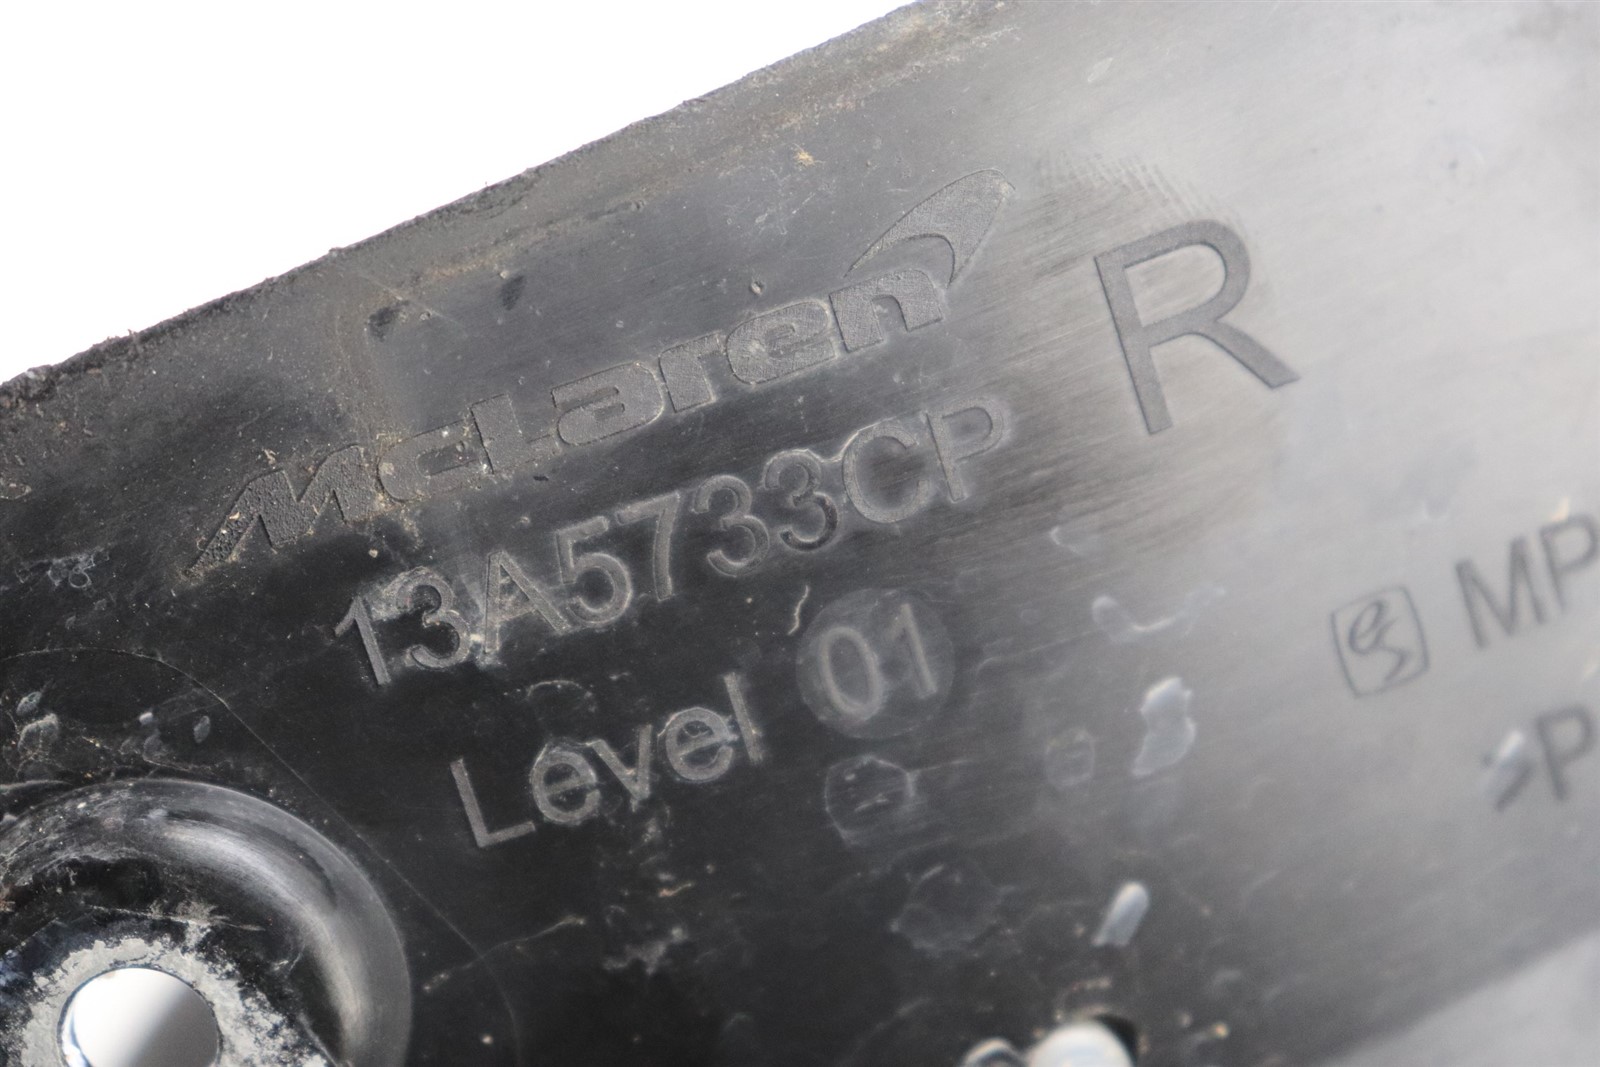 McLaren
R
13A5733CP
Level 01
MP
>P